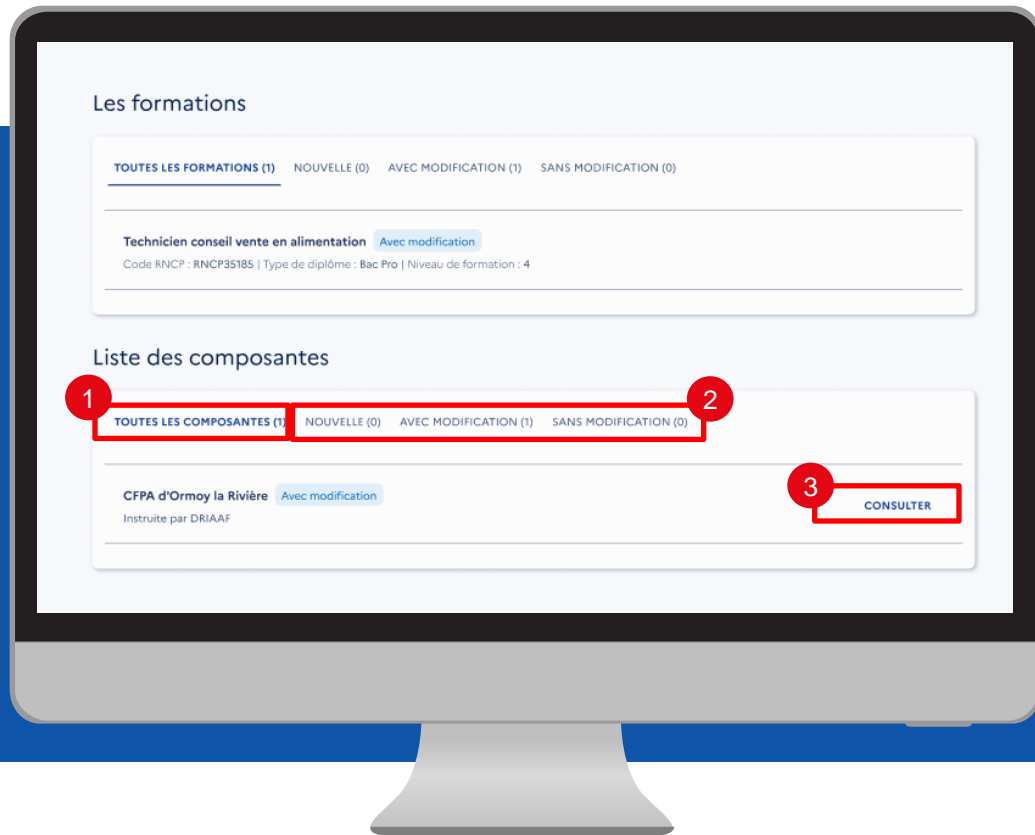 Les formations
TOUTES LES FORMATIONS (1) NOUVELLE (0) AVEC MODIFICATION (1) SANS MODIFICATION (0)
Technicien conseil vente en alimentation Avec modification
Code RNCP : RNCP35185 | Type de diplôme : Bac Pro | Niveau de formation : 4
Liste des composantes
1
2
TOUTES LES COMPOSANTES (1) NOUVELLE (0) AVEC MODIFICATION (1) SANS MODIFICATION (0)
3
CFPA d'Ormoy la Rivière Avec modification
CONSULTER
Instruite par DRIAAF